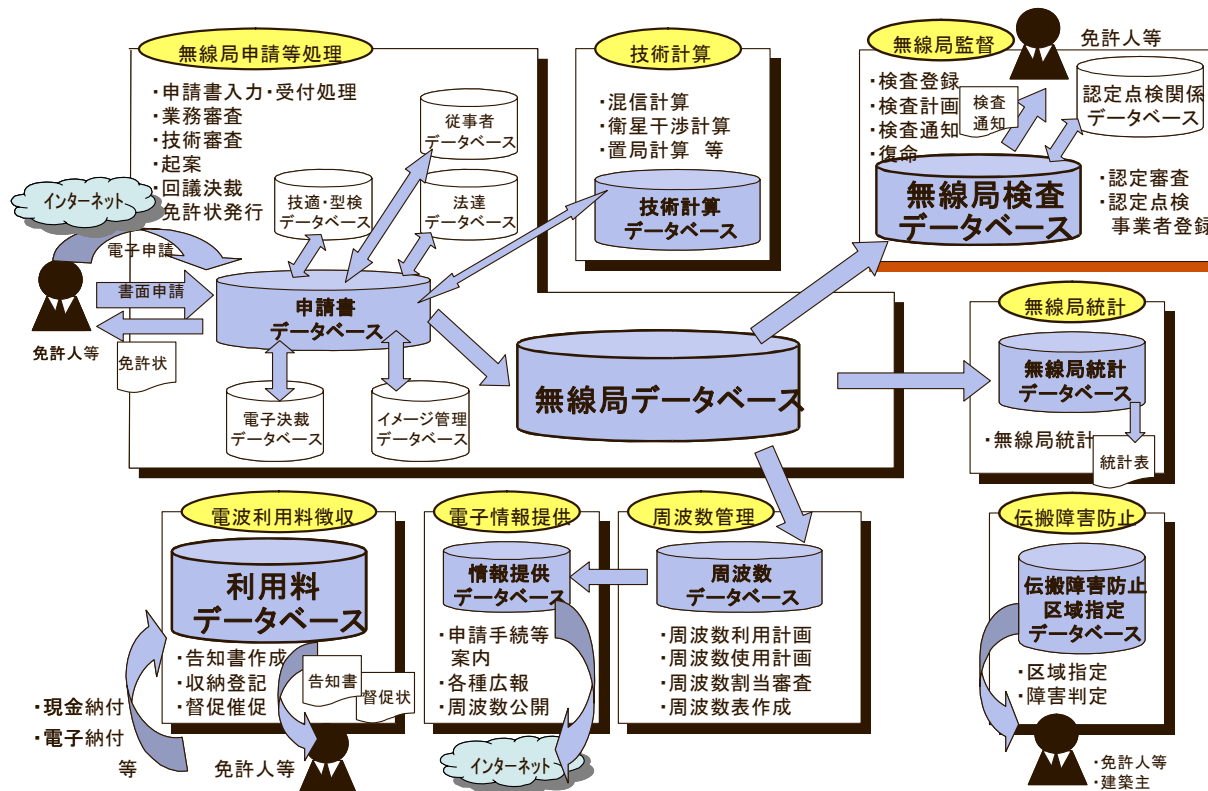 無線局申請等処理
・申請書入力・受付処理
・業務審査
・技術審査
・起案
・回議決裁
免許状発行
従事者
データベース
技適・型検
データベース
法達
データベース
インターネット
電子申請
書面申請
免許人等
免許状
申請書
データベース
電子決裁
データベース
イメージ管理
データベース
無線局データベース
技術計算
・混信計算
・衛星干渉計算
・置局計算 等
技術計算
データベース
無線局監督
免許人等
・検査登録
・検査計画
・検査通知
・復命
検査
通知
認定点検関係
データベース
無線局検査
データベース
・認定審査
・認定点検
事業者登録
無線局統計
無線局統計
データベース
・無線局統計
統計表
電波利用料徴収
利用料
データベース
・告知書作成
・収納登記
・督促催促
告知書
督促状
・現金納付
・電子納付
等
免許人等
電子情報提供
情報提供
データベース
・申請手続等
案内
・各種広報
・周波数公開
インターネット
周波数管理
周波数
データベース
・周波数利用計画
・周波数使用計画
・周波数割当審査
・周波数表作成
伝搬障害防止
伝搬障害防止
区域指定
データベース
・区域指定
・障害判定
・免許人等
・建築主